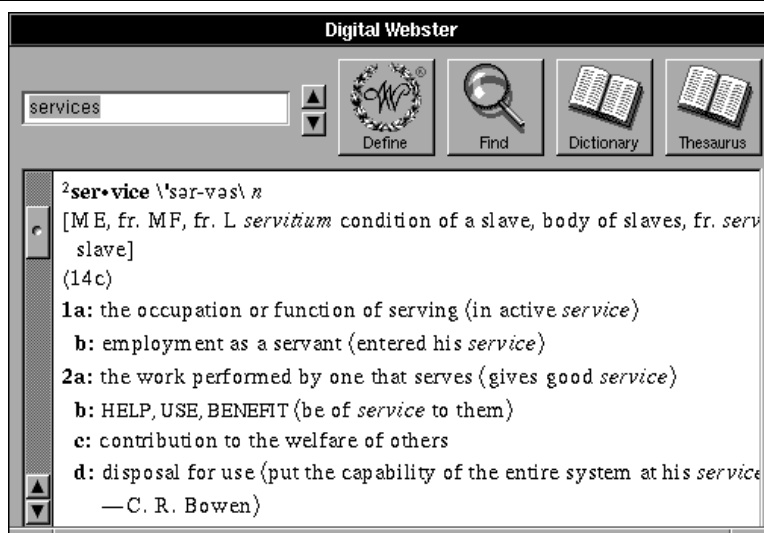 Digital Webster
services
Define
Find
Dictionary
Thesaurus
²ser•vice \'sər-vəs\ n
[ME, fr. MF, fr. L servitium condition of a slave, body of slaves, fr. serv
slave]
(14c)
1a: the occupation or function of serving ⟨in active service⟩
b: employment as a servant ⟨entered his service⟩
2a: the work performed by one that serves ⟨gives good service⟩
b: HELP, USE, BENEFIT ⟨be of service to them⟩
c: contribution to the welfare of others
d: disposal for use ⟨put the capability of the entire system at his service
—C. R. Bowen⟩